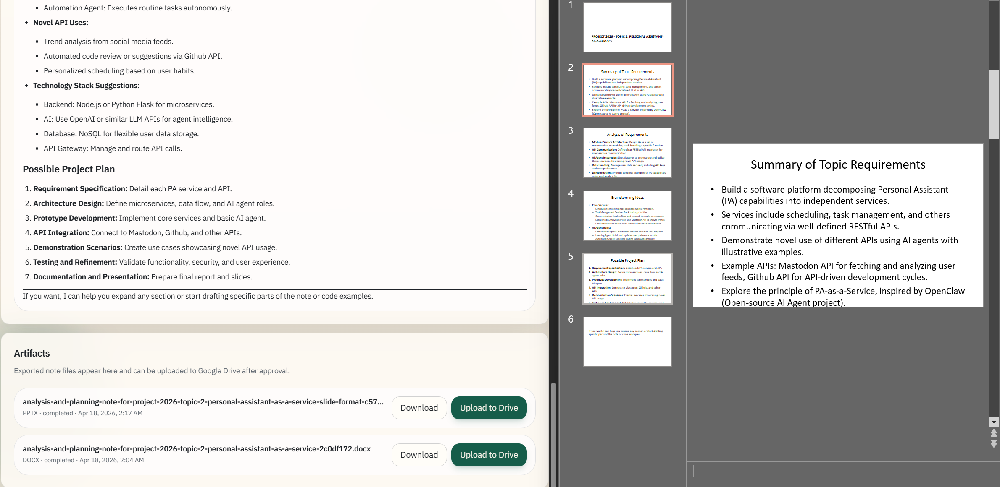 Automation Agent: Executes routine tasks autonomously.
Novel API Uses:
Trend analysis from social media feeds.
Automated code review or suggestions via Github API.
Personalized scheduling based on user habits.
Technology Stack Suggestions:
Backend: Node.js or Python Flask for microservices.
AI: Use OpenAI or similar LLM APIs for agent intelligence.
Database: NoSQL for flexible user data storage.
API Gateway: Manage and route API calls.
Possible Project Plan
1. Requirement Specification: Detail each PA service and API.
2. Architecture Design: Define microservices, data flow, and AI agent roles.
3. Prototype Development: Implement core services and basic AI agent.
4. API Integration: Connect to Mastodon, Github, and other APIs.
5. Demonstration Scenarios: Create use cases showcasing novel API usage.
6. Testing and Refinement: Validate functionality, security, and user experience.
7. Documentation and Presentation: Prepare final report and slides.
If you want, I can help you expand any section or start drafting specific parts of the note or code examples.
Artifacts
Exported note files appear here and can be uploaded to Google Drive after approval.
analysis-and-planning-note-for-project-2026-topic-2-personal-assistant-as-a-service-slide-format-c57...
PPTX · completed · Apr 18, 2026, 2:17 AM
Download
Upload to Drive
analysis-and-planning-note-for-project-2026-topic-2-personal-assistant-as-a-service-2c0df172.docx
DOCX · completed · Apr 18, 2026, 2:04 AM
Download
Upload to Drive
1
PROJECT 2026 - TOPIC 2: PERSONAL ASSISTANT-
AS-A-SERVICE
2
Summary of Topic Requirements
• Build a software platform decomposing Personal Assistant
(PA) capabilities into independent services.
• Services include scheduling, task management, and others
communicating via well-defined RESTful APIs.
• Demonstrate novel use of different APIs using AI agents with
illustrative examples.
• Example APIs: Mastodon API for fetching and analyzing user
feeds, Github API for API-driven development cycles.
• Explore the principle of PA-as-a-Service, inspired by OpenClaw
(Open-source AI Agent project).
3
Analysis of Requirements
• Modular Service Architecture: Design PA as a set of
microservices or modules, each handling a specific function.
• API Communication: Define clear RESTful API interfaces for
inter-service communication.
• AI Agent Integration: Use AI agents to orchestrate and utilize
these services, showcasing novel API usage.
• Data Handling: Manage user data securely, including API keys
and user preferences.
• Demonstrations: Provide concrete examples of PA capabilities
using real-world APIs.
4
Brainstorming Ideas
• Core Services:
– Scheduling Service: Manage calendar events, reminders.
– Task Management Service: Track to-dos, priorities.
– Communication Service: Read and respond to emails or messages.
– Social Media Analysis Service: Use Mastodon API to analyze trends.
– Code Interaction Service: Use Github API for code-related tasks.
• AI Agent Roles:
– Orchestrator Agent: Coordinates services based on user requests.
– Learning Agent: Builds and updates user preference models.
– Automation Agent: Executes routine tasks autonomously.
5
Possible Project Plan
1. Requirement Specification: Detail each PA service and API.
2. Architecture Design: Define microservices, data flow, and AI
agent roles.
3. Prototype Development: Implement core services and basic
AI agent.
4. API Integration: Connect to Mastodon, Github, and other
APIs.
5. Demonstration Scenarios: Create use cases showcasing novel
API usage.
6. Testing and Refinement: Validate functionality, security, and
6
If you want, I can help you expand any section or start drafting
specific parts of the note or code examples.
Summary of Topic Requirements
• Build a software platform decomposing Personal Assistant
(PA) capabilities into independent services.
• Services include scheduling, task management, and others
communicating via well-defined RESTful APIs.
• Demonstrate novel use of different APIs using AI agents with
illustrative examples.
• Example APIs: Mastodon API for fetching and analyzing user
feeds, Github API for API-driven development cycles.
• Explore the principle of PA-as-a-Service, inspired by OpenClaw
(Open-source AI Agent project).